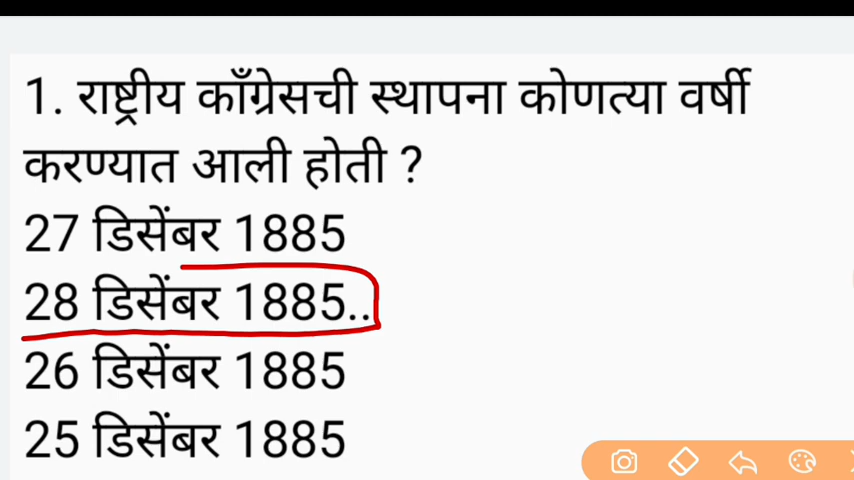 1. राष्ट्रीय काँग्रेसची स्थापना कोणत्या वर्षी
करण्यात आली होती ?
27 डिसेंबर 1885
28 डिसेंबर 1885..
26 डिसेंबर 1885
25 डिसेंबर 1885